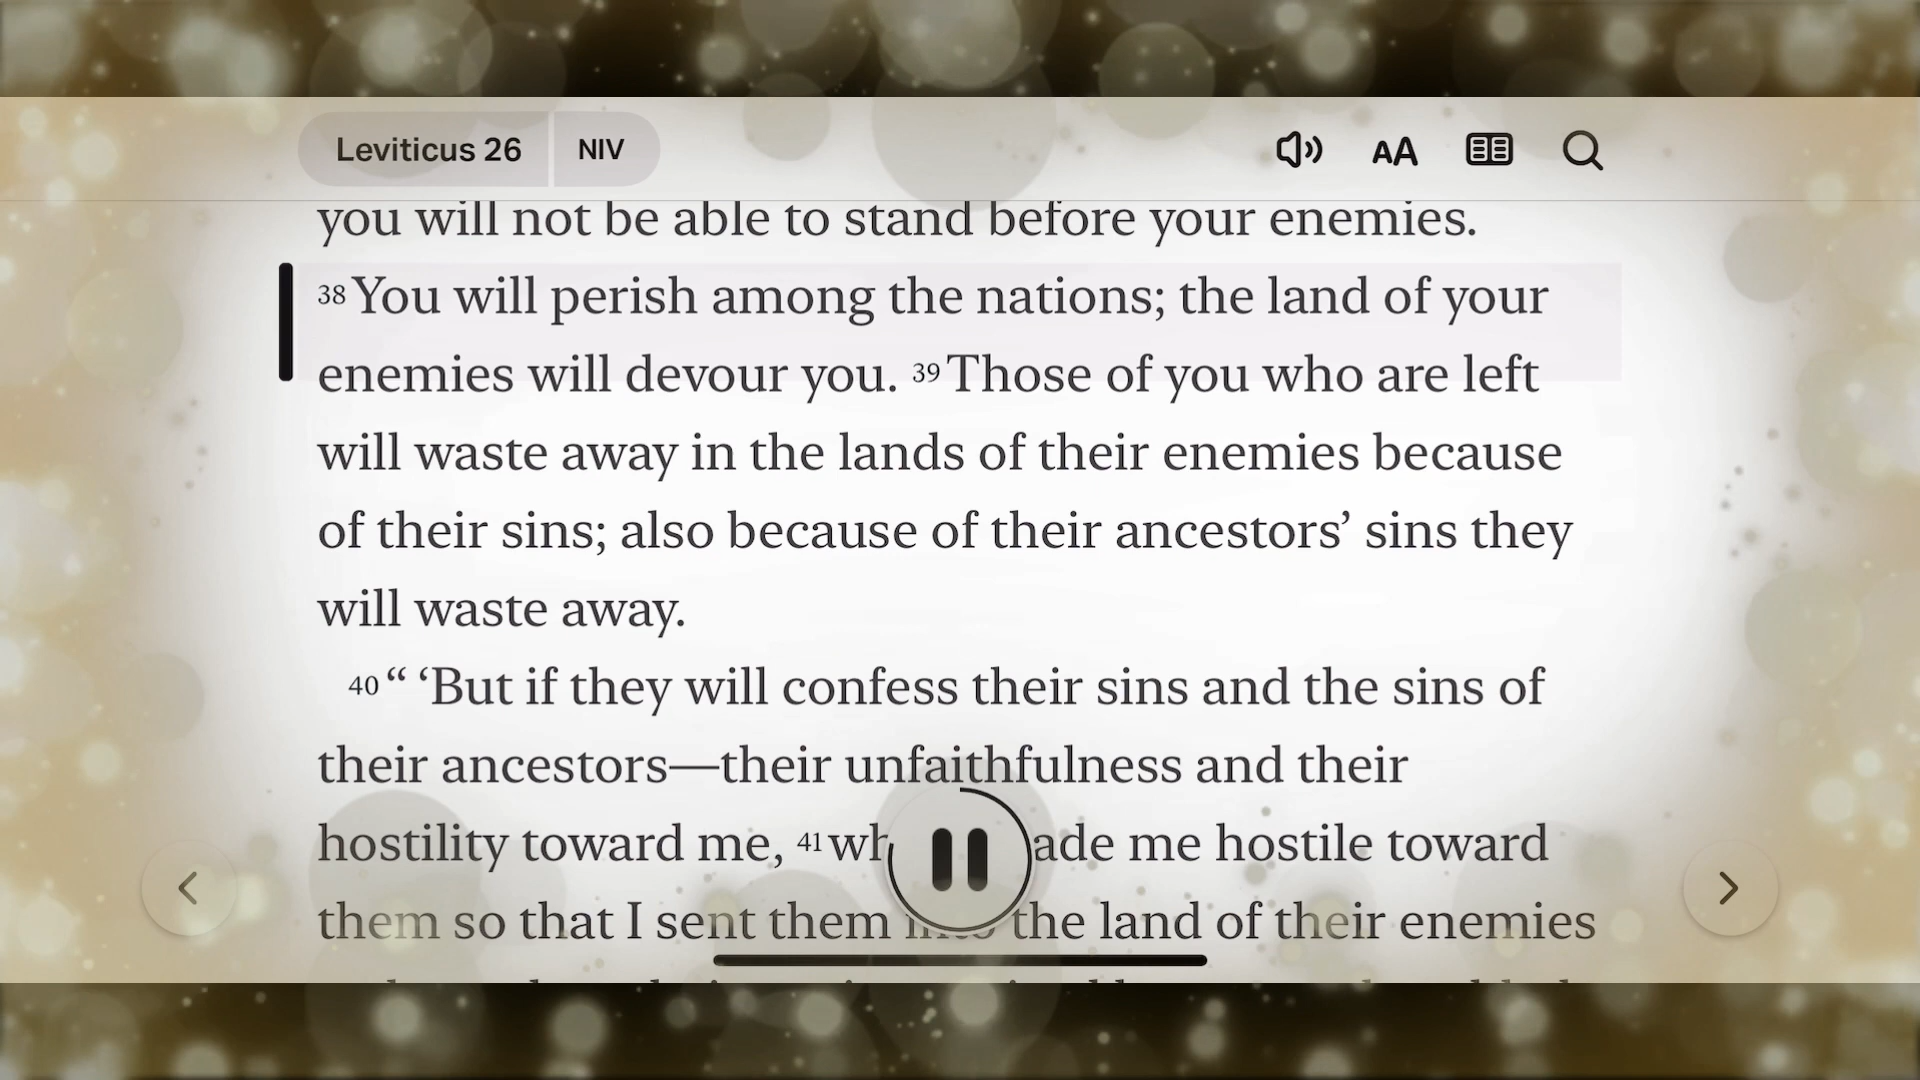 Leviticus 26 NIV AA
you will not be able to stand before your enemies.
38 You will perish among the nations; the land of your
enemies will devour you. 39 Those of you who are left
will waste away in the lands of their enemies because
of their sins; also because of their ancestors’ sins they
will waste away.
40 “ ‘But if they will confess their sins and the sins of
their ancestors—their unfaithfulness and their
hostility toward me, 41 me hostile toward
them so that I sent them the land of their enemies